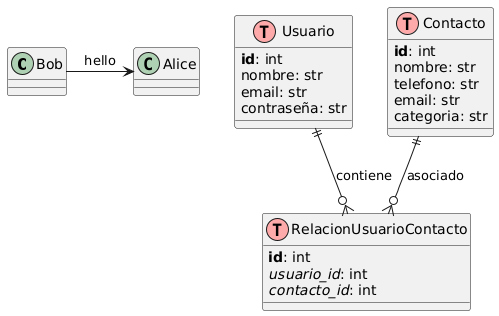 C Bob
hello
C Alice
T Usuario
id: int
nombre: str
email: str
contraseña: str
T Contacto
id: int
nombre: str
telefono: str
email: str
categoria: str
contiene
asociado
T RelacionUsuarioContacto
id: int
usuario_id: int
contacto_id: int